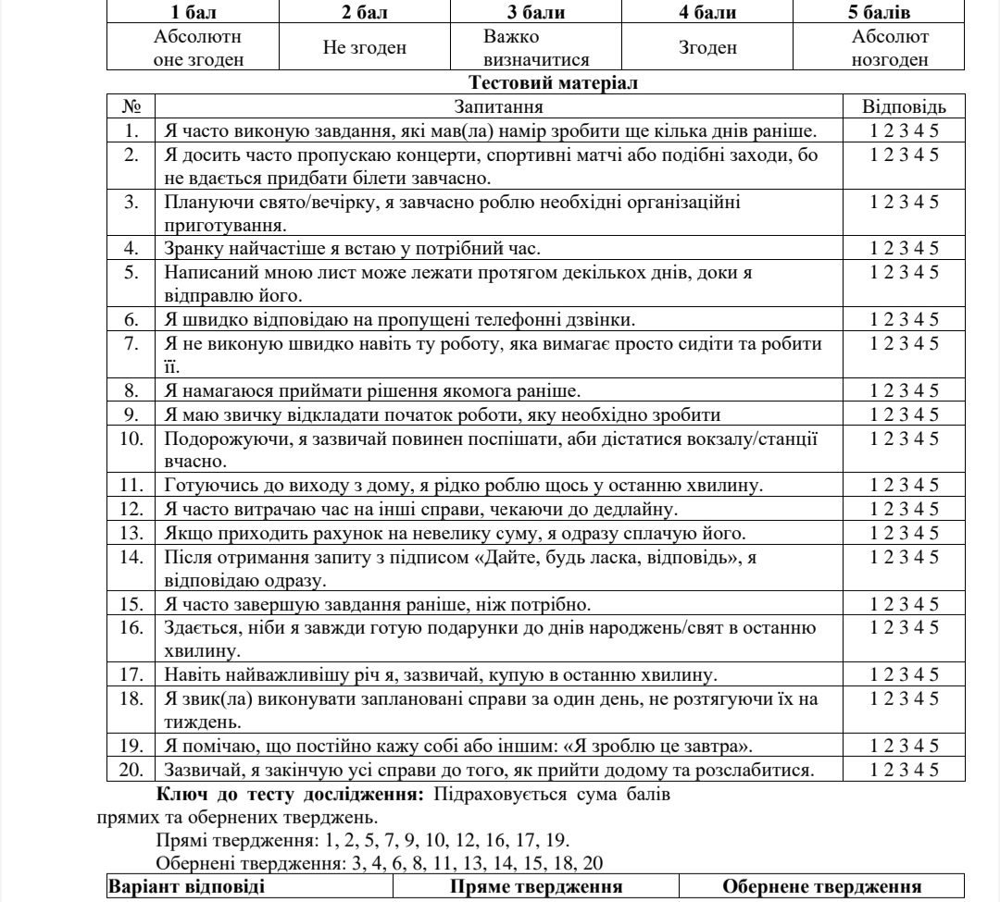 1 бал 2 бал 3 бали 4 бали 5 балів
Абсолютн Не згоден Важко Згоден Абсолют
оне згоден визначитися нозгоден
Тестовий матеріал
№ Запитання Відповідь
1. Я часто виконую завдання, які мав(ла) намір зробити ще кілька днів раніше. 1 2 3 4 5
2. Я досить часто пропускаю концерти, спортивні матчі або подібні заходи, бо 1 2 3 4 5
не вдається придбати білети завчасно.
3. Плануючи свято/вечірку, я завчасно роблю необхідні організаційні 1 2 3 4 5
приготування.
4. Зранку найчастіше я встаю у потрібний час. 1 2 3 4 5
5. Написаний мною лист може лежати протягом декількох днів, доки я 1 2 3 4 5
відправлю його.
6. Я швидко відповідаю на пропущені телефонні дзвінки. 1 2 3 4 5
7. Я не виконую швидко навіть ту роботу, яка вимагає просто сидіти та робити 1 2 3 4 5
її.
8. Я намагаюся приймати рішення якомога раніше. 1 2 3 4 5
9. Я маю звичку відкладати початок роботи, яку необхідно зробити 1 2 3 4 5
10. Подорожуючи, я зазвичай повинен поспішати, аби дістатися вокзалу/станції 1 2 3 4 5
вчасно.
11. Готуючись до виходу з дому, я рідко роблю щось у останню хвилину. 1 2 3 4 5
12. Я часто витрачаю час на інші справи, чекаючи до дедлайну. 1 2 3 4 5
13. Якщо приходить рахунок на невелику суму, я одразу сплачую його. 1 2 3 4 5
14. Після отримання запиту з підписом «Дайте, будь ласка, відповідь», я 1 2 3 4 5
відповідаю одразу.
15. Я часто завершую завдання раніше, ніж потрібно. 1 2 3 4 5
16. Здається, ніби я завжди готую подарунки до днів народжень/свят в останню 1 2 3 4 5
хвилину.
17. Навіть найважливішу річ я, зазвичай, купую в останню хвилину. 1 2 3 4 5
18. Я звик(ла) виконувати заплановані справи за один день, не розтягуючи їх на 1 2 3 4 5
тиждень.
19. Я помічаю, що постійно кажу собі або іншим: «Я зроблю це завтра». 1 2 3 4 5
20. Зазвичай, я закінчую усі справи до того, як прийти додому та розслабитися. 1 2 3 4 5
Ключ до тесту дослідження: Підраховується сума балів
прямих та обернених тверджень.
Прямі твердження: 1, 2, 5, 7, 9, 10, 12, 16, 17, 19.
Обернені твердження: 3, 4, 6, 8, 11, 13, 14, 15, 18, 20
Варіант відповіді Пряме твердження Обернене твердження